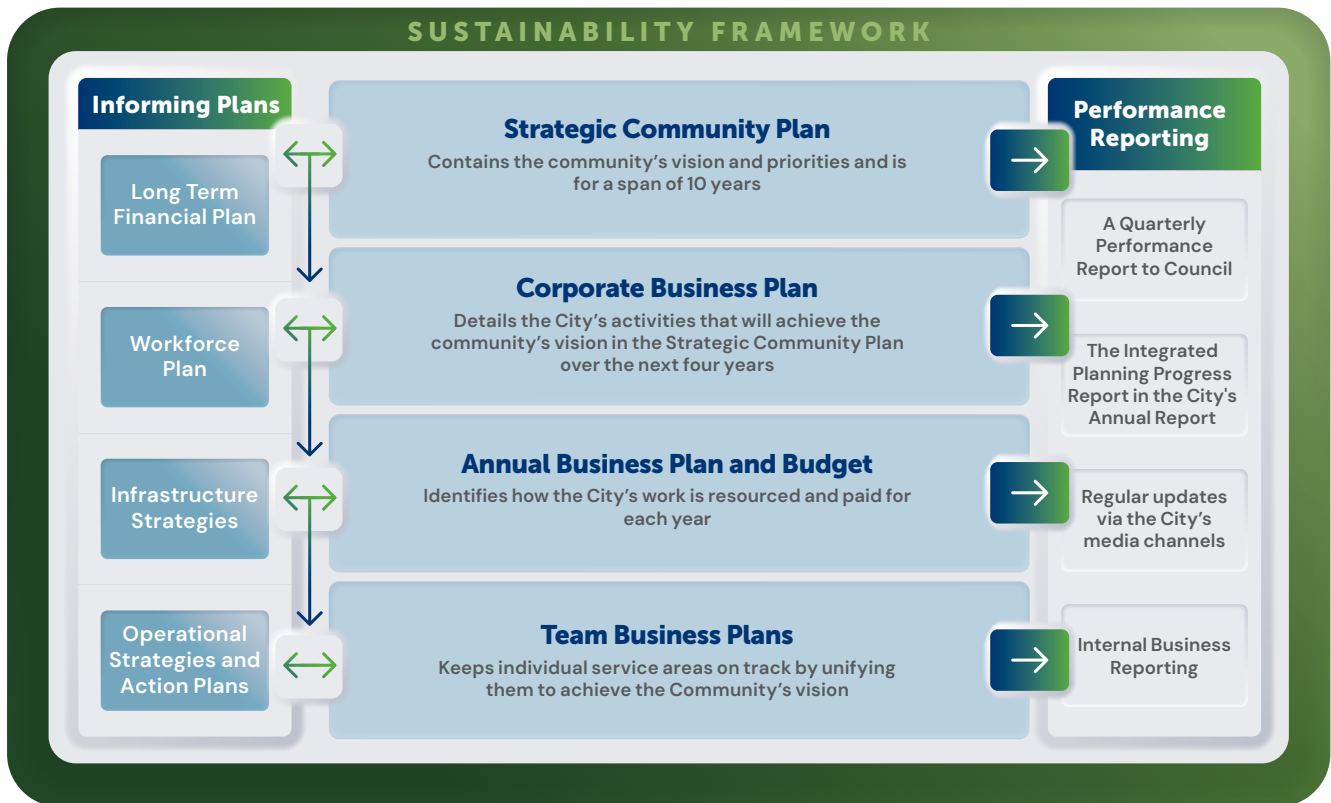 SUSTAINABILITY FRAMEWORK
Informing Plans
Long Term
Financial Plan
Workforce
Plan
Infrastructure
Strategies
Operational
Strategies and
Action Plans
Strategic Community Plan
Contains the community’s vision and priorities and is
for a span of 10 years
Corporate Business Plan
Details the City’s activities that will achieve the
community’s vision in the Strategic Community Plan
over the next four years
Annual Business Plan and Budget
Identifies how the City’s work is resourced and paid for
each year
Team Business Plans
Keeps individual service areas on track by unifying
them to achieve the Community’s vision
Performance
Reporting
A Quarterly
Performance
Report to Council
The Integrated
Planning Progress
Report in the City's
Annual Report
Regular updates
via the City’s
media channels
Internal Business
Reporting